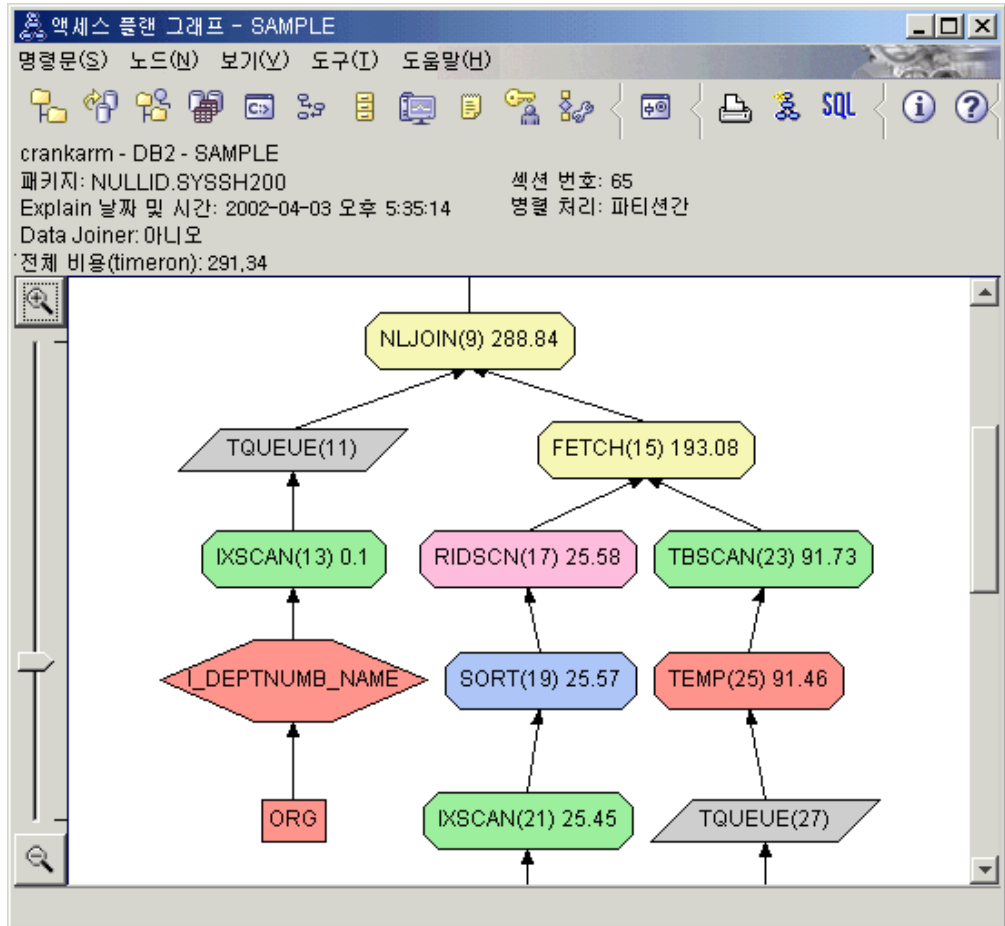 액세스 플랜 그래프 - SAMPLE
명령문(S) 노드(N) 보기(V) 도구(T) 도움말(H)
C:\> SQL
crankarm - DB2 - SAMPLE
패키지: NULLID.SYSSH200 섹션 번호: 65
Explain 날짜 및 시간: 2002-04-03 오후 5:35:14 병렬 처리: 파티션간
Data Joiner: 아니오
전체 비용(timeron): 291,34
NLJOIN(9) 288.84
TQUEUE(11) FETCH(15) 193.08
IXSCAN(13) 0.1 RIDSCN(17) 25.58 TBSCAN(23) 91.73
I_DEPTNUMB_NAME SORT(19) 25.57 TEMP(25) 91.46
ORG IXSCAN(21) 25.45 TQUEUE(27)